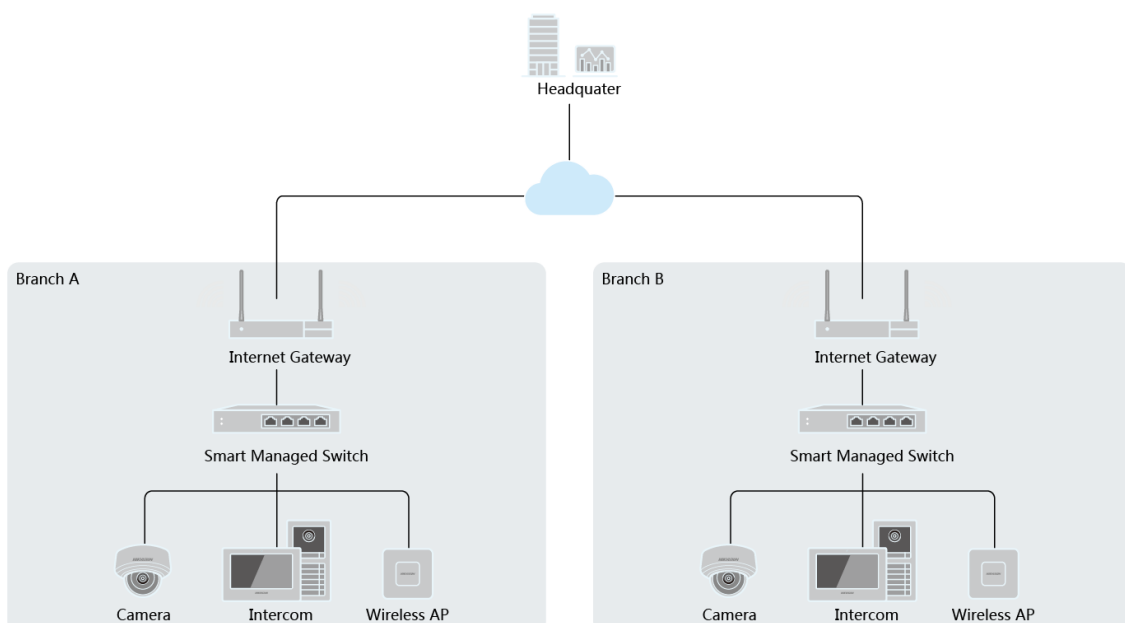 Headquater
Branch A
Branch B
Internet Gateway
Internet Gateway
Smart Managed Switch
Smart Managed Switch
Camera
Intercom
Wireless AP
Camera
Intercom
Wireless AP